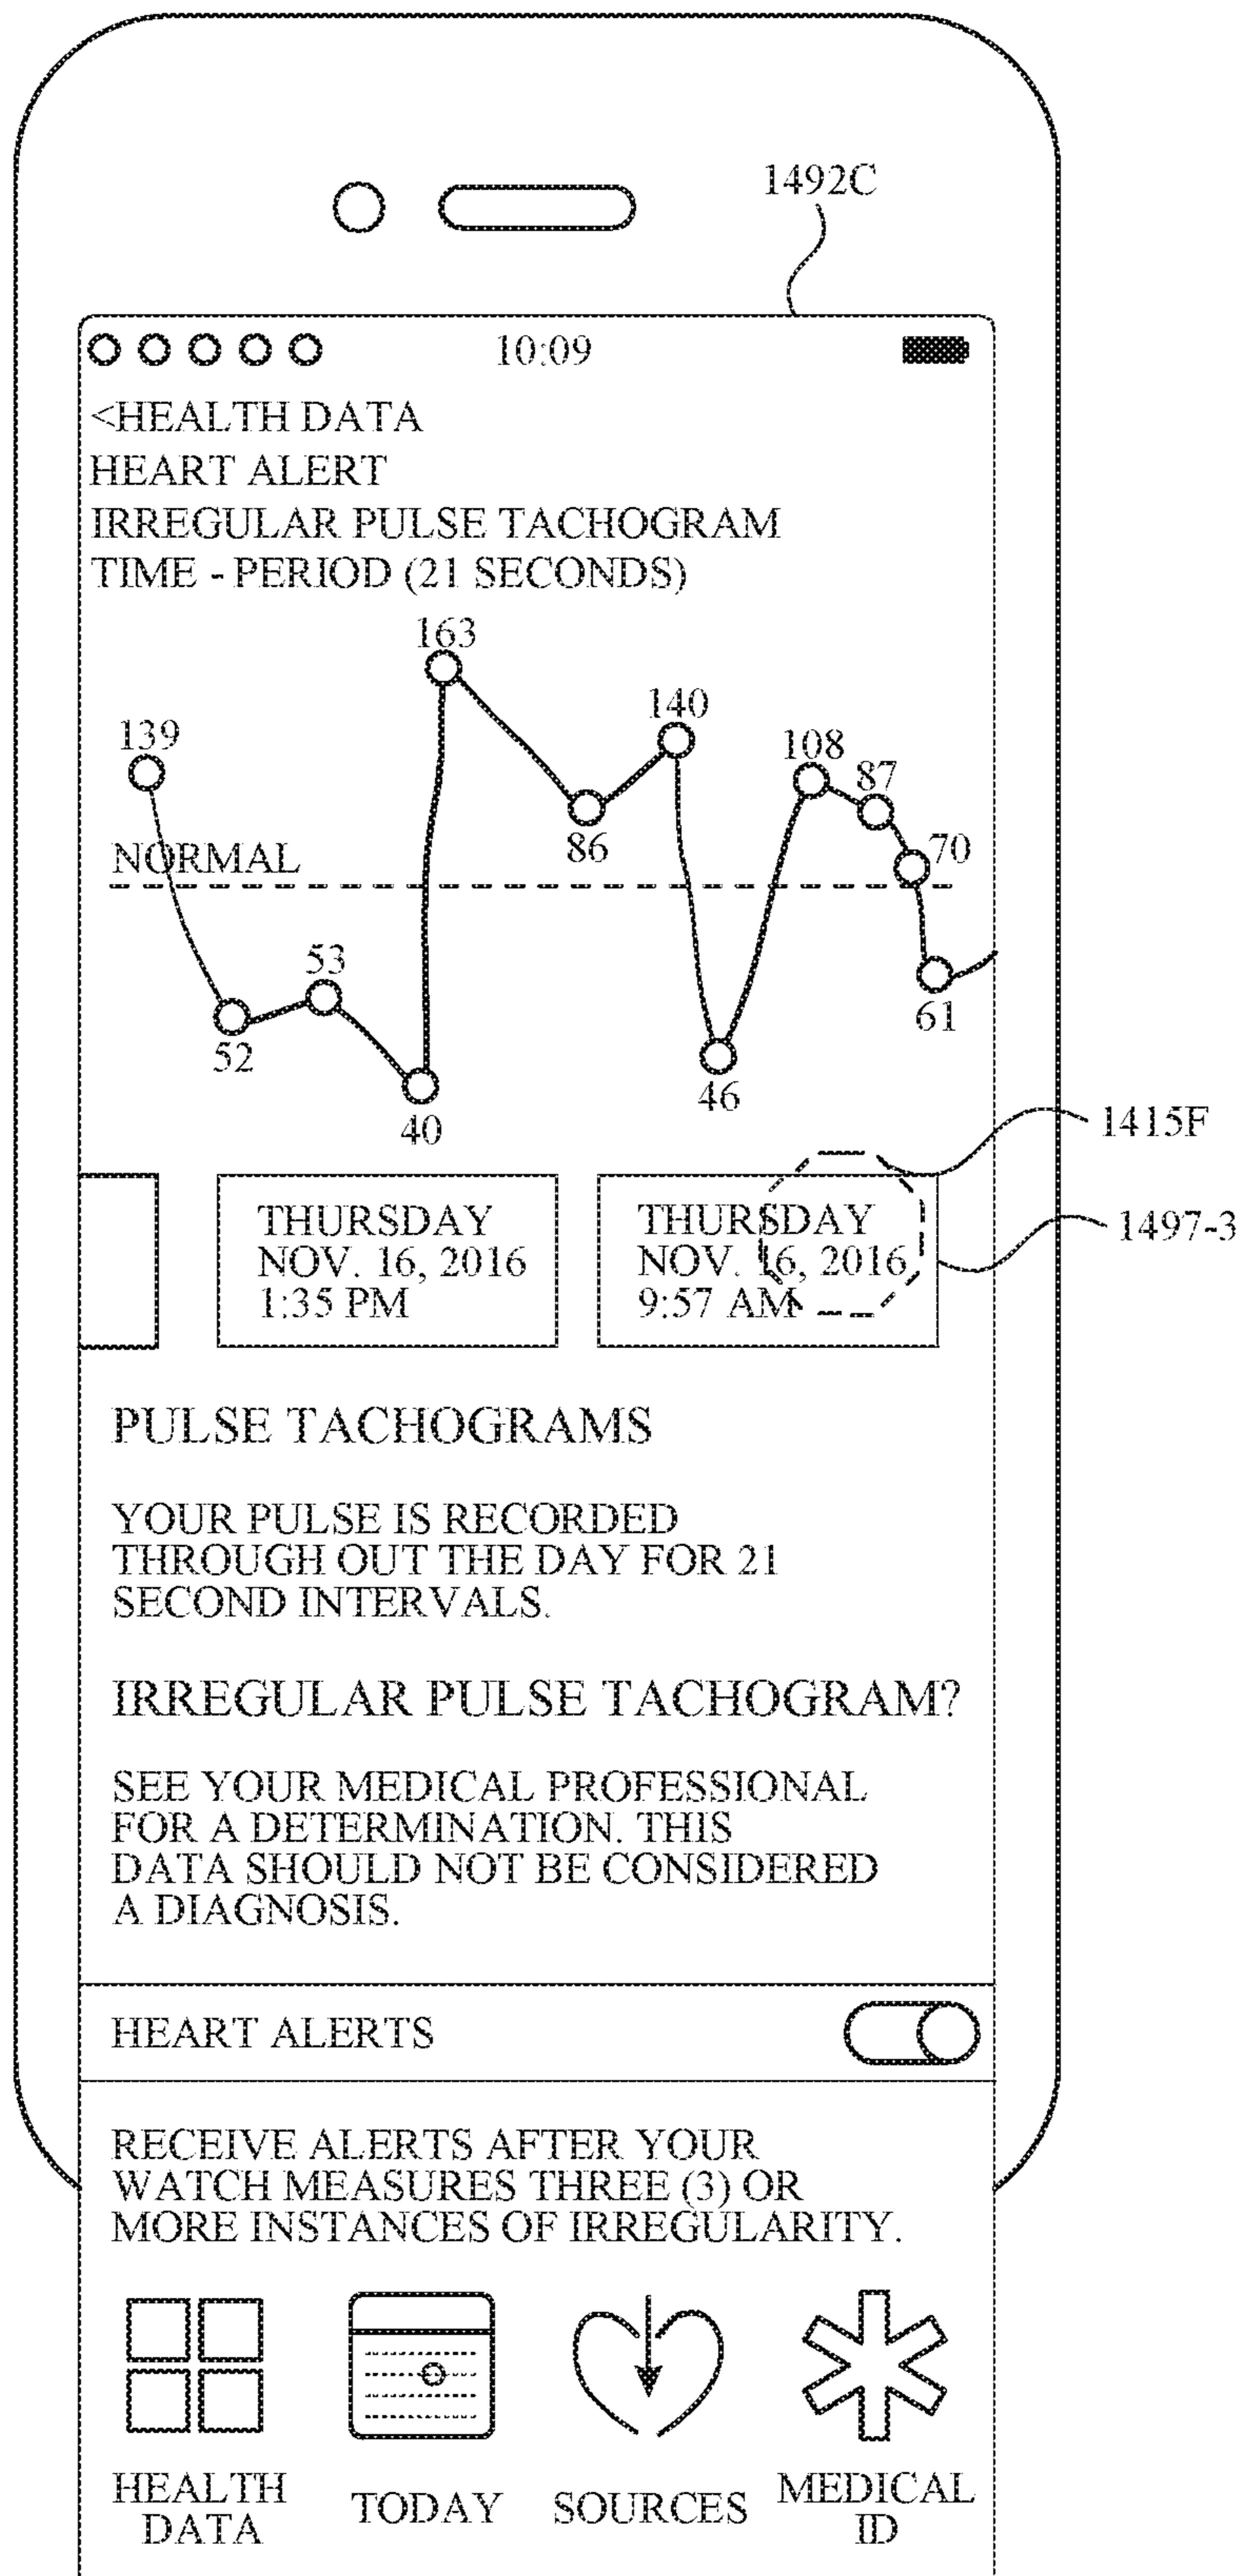 1492C
10:09
<HEALTH DATA
HEART ALERT
IRREGULAR PULSE TACHOGRAM
TIME - PERIOD (21 SECONDS)
163
140
139
108
87
86
70
NORMAL
53
52
61
46
40
1415F
1497-3
THURSDAY
NOV. 16, 2016
1:35 PM
THURSDAY
NOV. 16, 2016
9:57 AM
PULSE TACHOGRAMS
YOUR PULSE IS RECORDED
THROUGH OUT THE DAY FOR 21
SECOND INTERVALS.
IRREGULAR PULSE TACHOGRAM?
SEE YOUR MEDICAL PROFESSIONAL
FOR A DETERMINATION. THIS
DATA SHOULD NOT BE CONSIDERED
A DIAGNOSIS.
HEART ALERTS
RECEIVE ALERTS AFTER YOUR
WATCH MEASURES THREE (3) OR
MORE INSTANCES OF IRREGULARITY.
HEALTH
DATA
TODAY
SOURCES
MEDICAL
ID